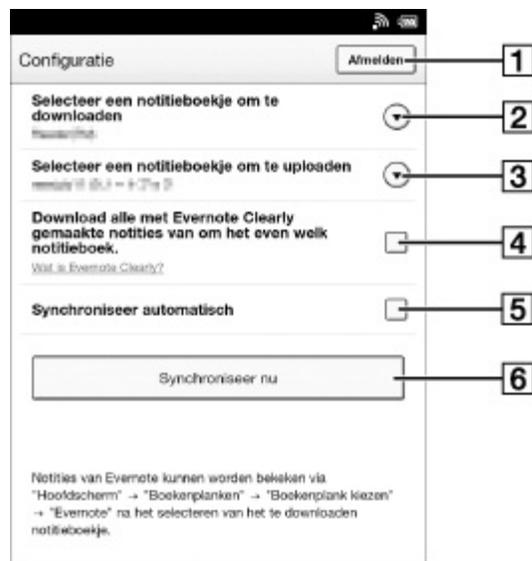 Configuratie
Afmelden
1
Selecteer een notitieboekje om te
downloaden
2
Selecteer een notitieboekje om te uploaden
3
Download alle met Evernote Clearly
gemaakte notities van om het even welk
notitieboek.
Wat is Evernote Clearly?
4
Synchroniseer automatisch
5
Synchroniseer nu
6
Notities van Evernote kunnen worden bekeken via
"Hoofdscherm" → "Boekenplanken" → "Boekenplank kiezen"
→ "Evernote" na het selecteren van het te downloaden
notitieboekje.